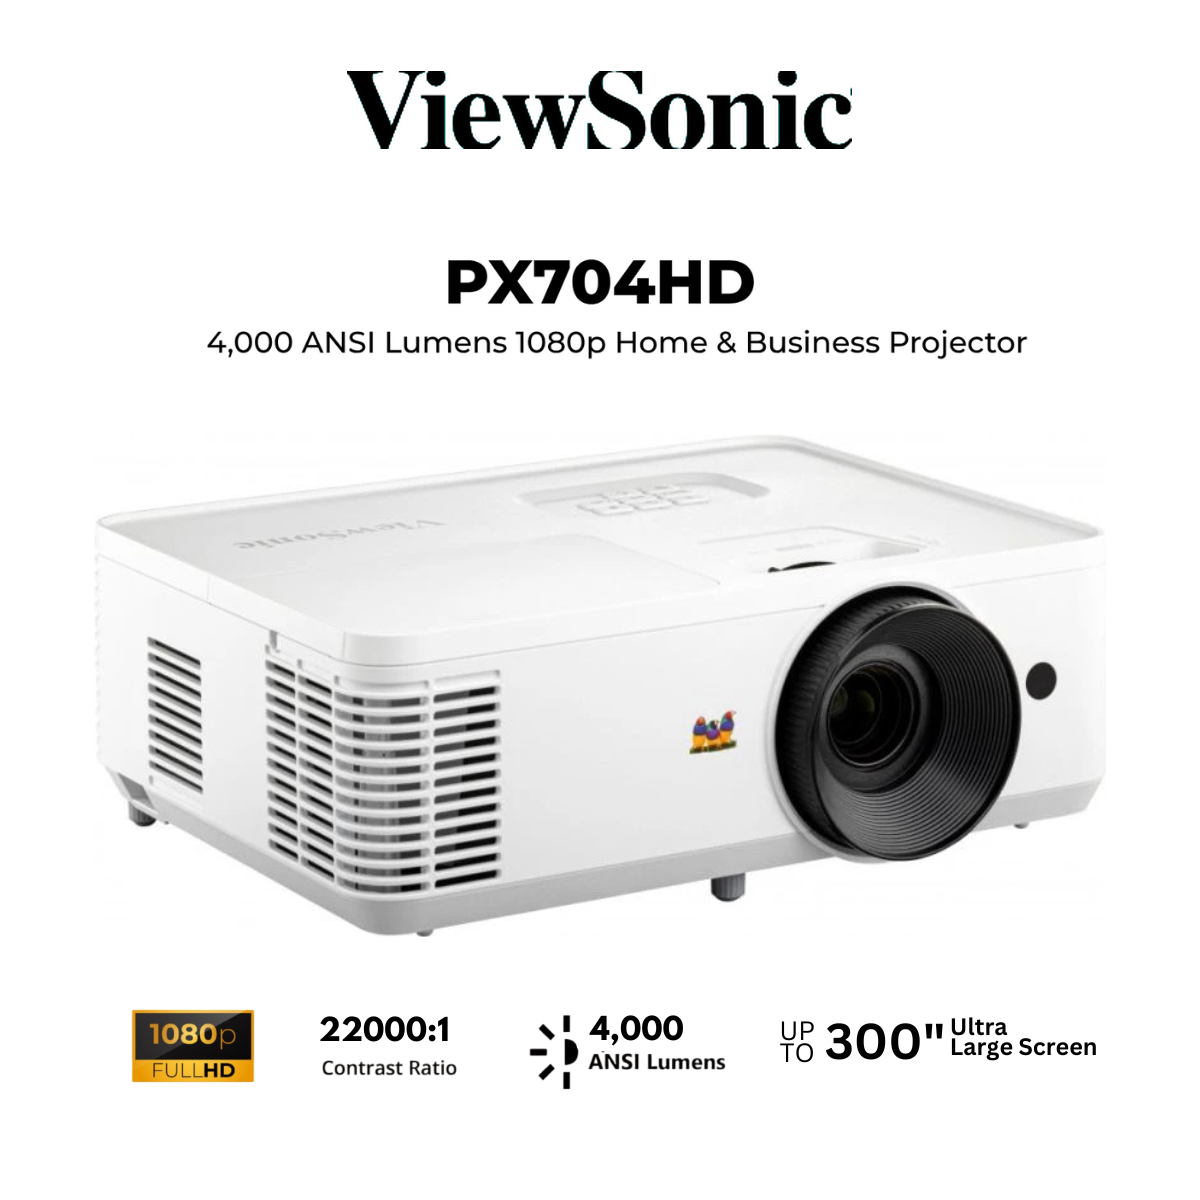 ViewSonic
PX704HD
4,000 ANSI Lumens 1080p Home & Business Projector
ViewSonic
1080p
FULLHD
22000:1
Contrast Ratio
4,000
ANSI Lumens
UP TO 300" Ultra
Large Screen